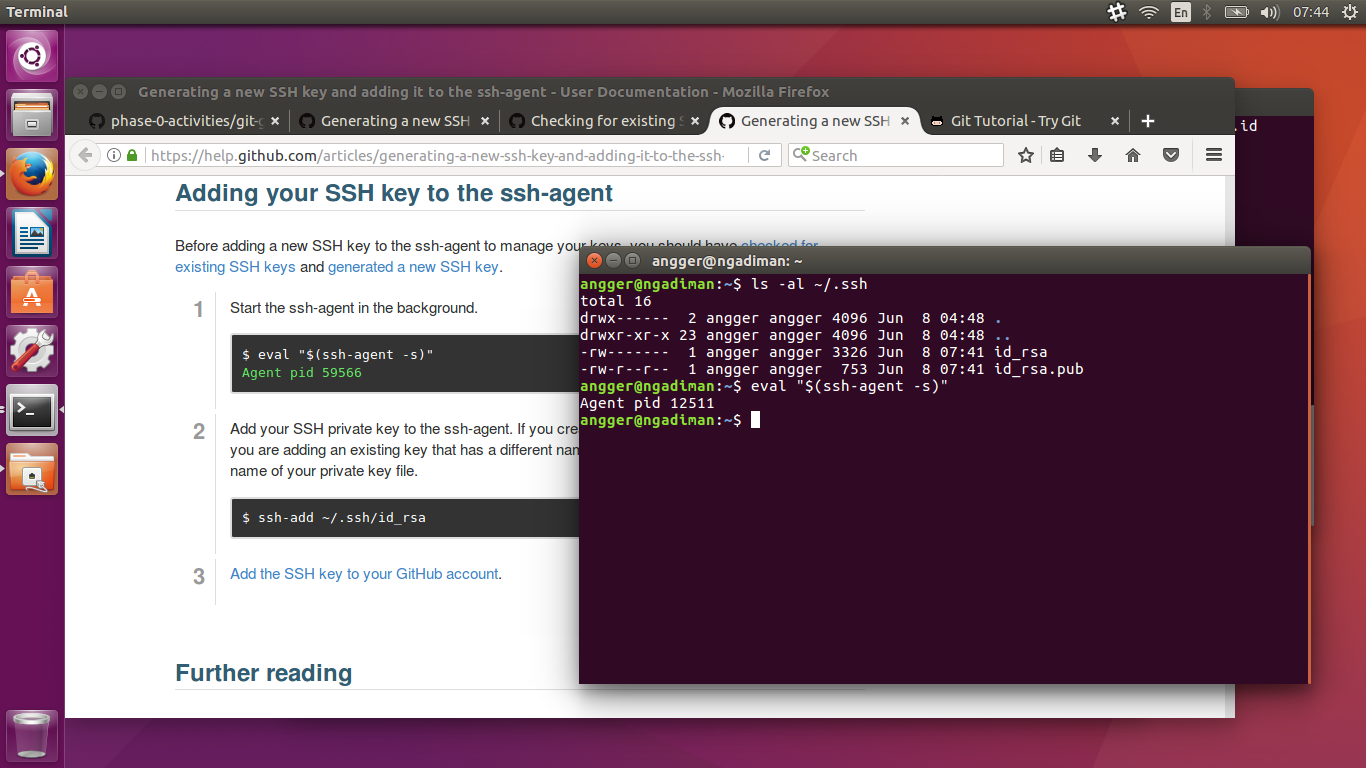 Terminal
En
07:44
Generating a new SSH key and adding it to the ssh-agent - User Documentation - Mozilla Firefox
phase-0-activities/git-g
Generating a new SSH
Checking for existing S
Generating a new SSH
Git Tutorial - Try Git
.id
https://help.github.com/articles/generating-a-new-ssh-key-and-adding-it-to-the-ssh-
Search
Adding your SSH key to the ssh-agent
Before adding a new SSH key to the ssh-agent to manage your keys, you should have checked for
existing SSH keys and generated a new SSH key.
1 Start the ssh-agent in the background.
$ eval "$(ssh-agent -s)"
Agent pid 59566
2 Add your SSH private key to the ssh-agent. If you cre
you are adding an existing key that has a different nam
name of your private key file.
$ ssh-add ~/.ssh/id_rsa
3 Add the SSH key to your GitHub account.
Further reading
angger@ngadiman: ~
angger@ngadiman:~$ ls -al ~/.ssh
total 16
drwx------  2 angger angger 4096 Jun  8 04:48 .
drwxr-xr-x 23 angger angger 4096 Jun  8 04:48 ..
-rw-------  1 angger angger 3326 Jun  8 07:41 id_rsa
-rw-r--r--  1 angger angger  753 Jun  8 07:41 id_rsa.pub
angger@ngadiman:~$ eval "$(ssh-agent -s)"
Agent pid 12511
angger@ngadiman:~$